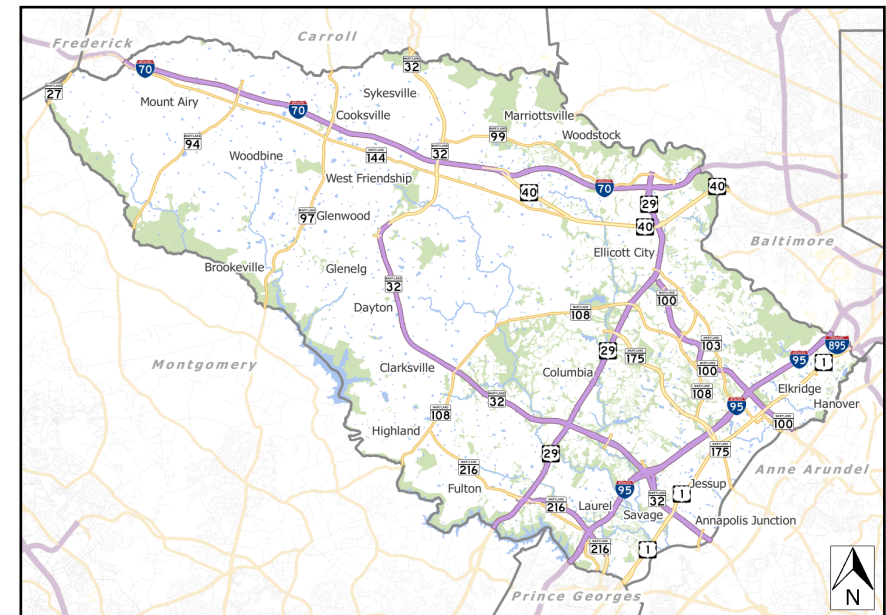 Frederick
Carroll
32
70
27
Mount Airy
Sykesville
70
Cooksville
Marriottsville
94
99
Woodstock
144
32
Woodbine
West Friendship
70
40
40
29
97
Glenwood
40
Baltimore
Ellicott City
Brookeville
Glenelg
32
100
Dayton
108
103
895
29
175
95
1
Montgomery
Clarksville
Columbia
100
108
Elkridge
32
95
Hanover
108
100
Highland
175
29
216
Anne Arundel
Fulton
95
Jessup
1
32
216
Laurel
Savage
Annapolis Junction
216
1
Prince Georges
N